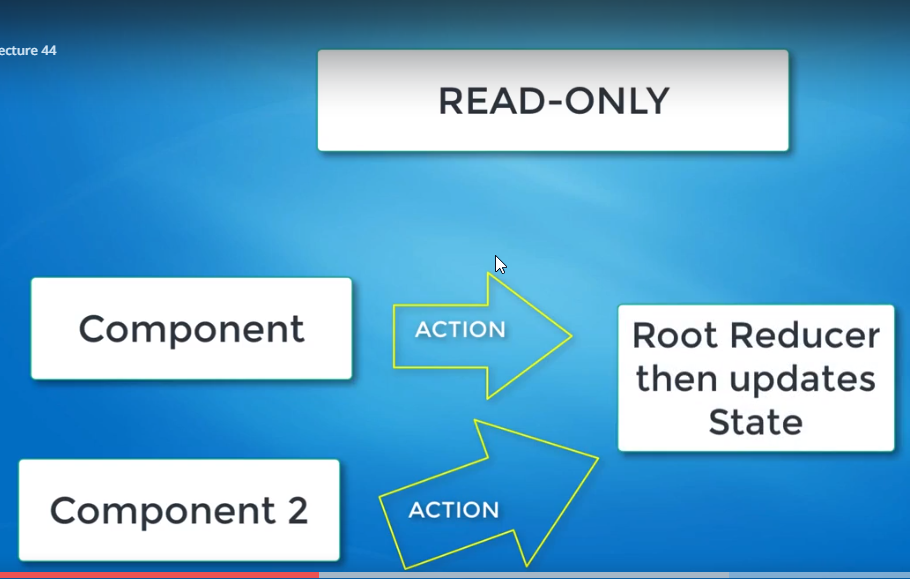 ecture 44
READ-ONLY
Component
ACTION
Root Reducer
then updates
State
Component 2
ACTION